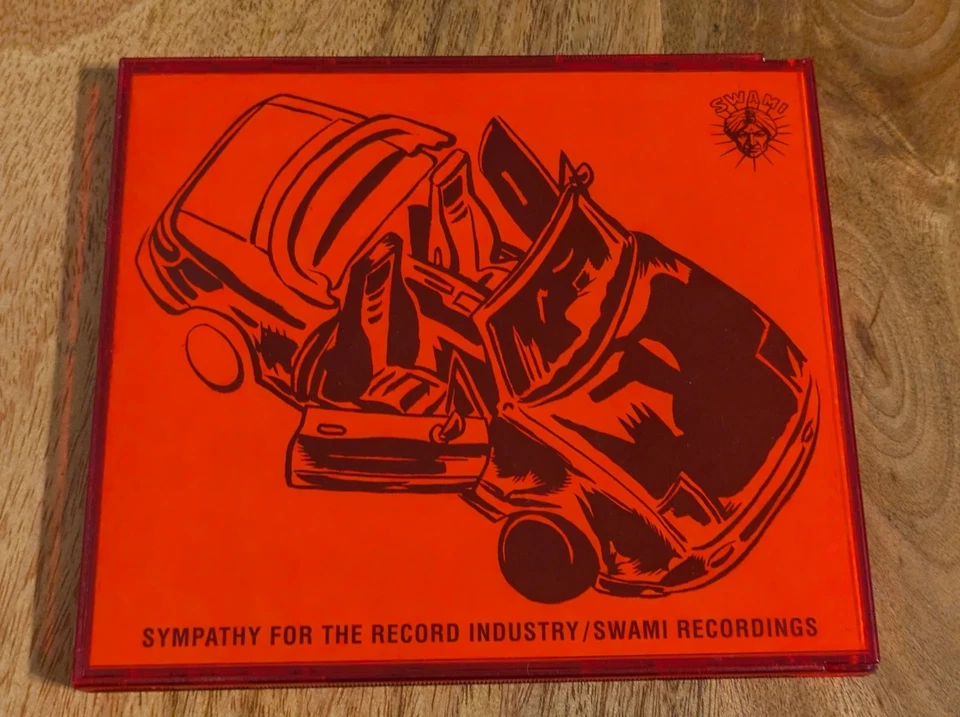 SWAMI
SYMPATHY FOR THE RECORD INDUSTRY/SWAMI RECORDINGS